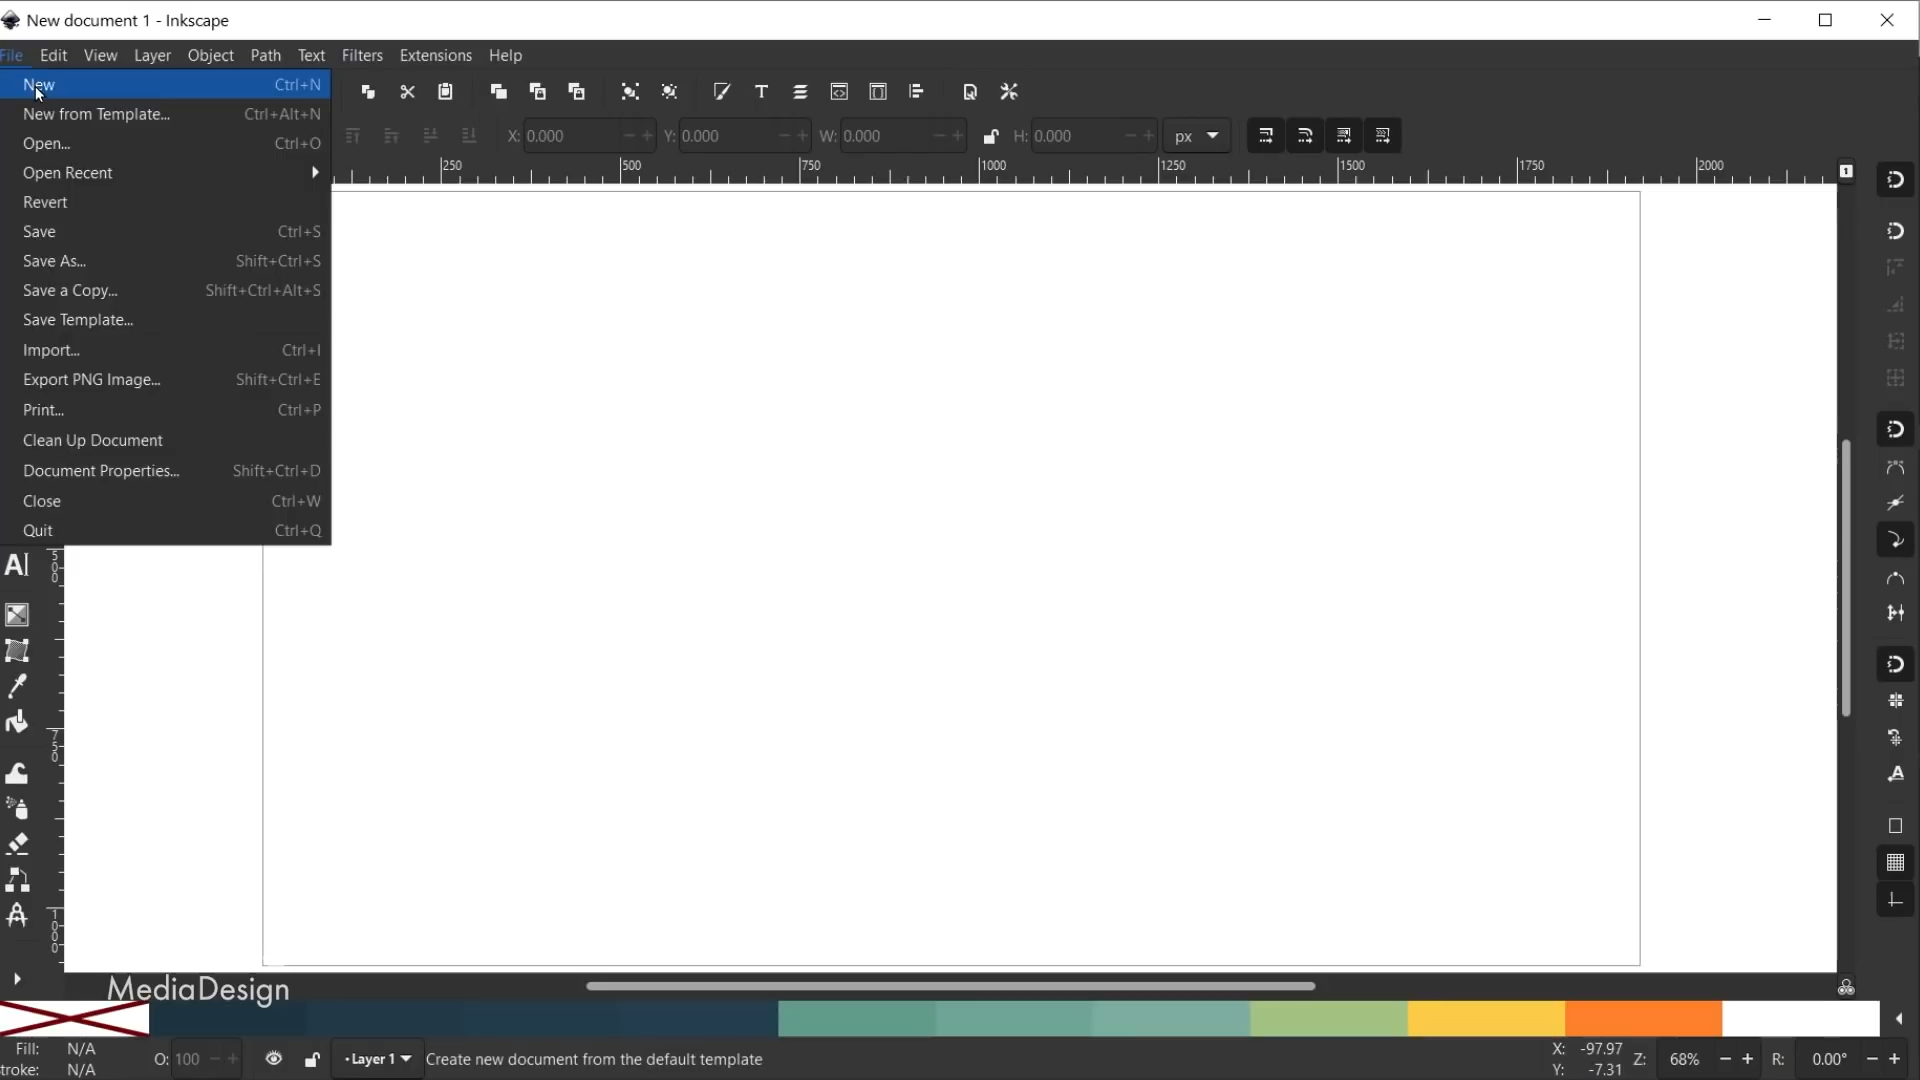 New document 1 - Inkscape
File Edit View Layer Object Path Text Filters Extensions Help
New Ctrl+N
New from Template... Ctrl+Alt+N
Open... Ctrl+O
Open Recent
Revert
Save Ctrl+S
Save As... Shift+Ctrl+S
Save a Copy... Shift+Ctrl+Alt+S
Save Template...
Import... Ctrl+I
Export PNG Image... Shift+Ctrl+E
Print... Ctrl+P
Clean Up Document
Document Properties... Shift+Ctrl+D
Close Ctrl+W
Quit Ctrl+Q
X: 0.000 Y: 0.000 W: 0.000 H: 0.000 px
250 500 750 1000 1250 1500 1750 2000
1
500
750
1000
MediaDesign
Fill: N/A
troke: N/A
O: 100 Layer 1 Create new document from the default template
X: -97.97
Y: -7.31
Z: 68% R: 0.00°